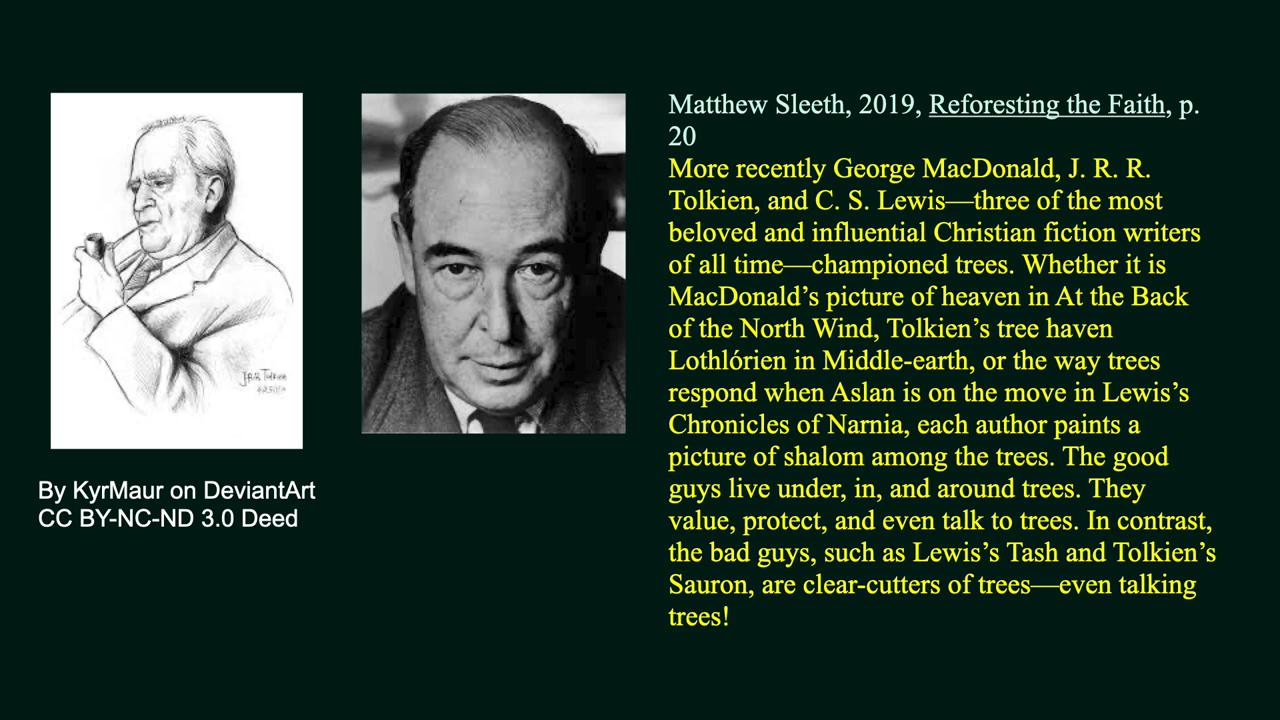 J.R.R. Tolkien
By KyrMaur on DeviantArt
CC BY-NC-ND 3.0 Deed
Matthew Sleeth, 2019, Reforesting the Faith, p.
20
More recently George MacDonald, J. R. R.
Tolkien, and C. S. Lewis—three of the most
beloved and influential Christian fiction writers
of all time—championed trees. Whether it is
MacDonald’s picture of heaven in At the Back
of the North Wind, Tolkien’s tree haven
Lothlórien in Middle-earth, or the way trees
respond when Aslan is on the move in Lewis’s
Chronicles of Narnia, each author paints a
picture of shalom among the trees. The good
guys live under, in, and around trees. They
value, protect, and even talk to trees. In contrast,
the bad guys, such as Lewis’s Tash and Tolkien’s
Sauron, are clear-cutters of trees—even talking
trees!